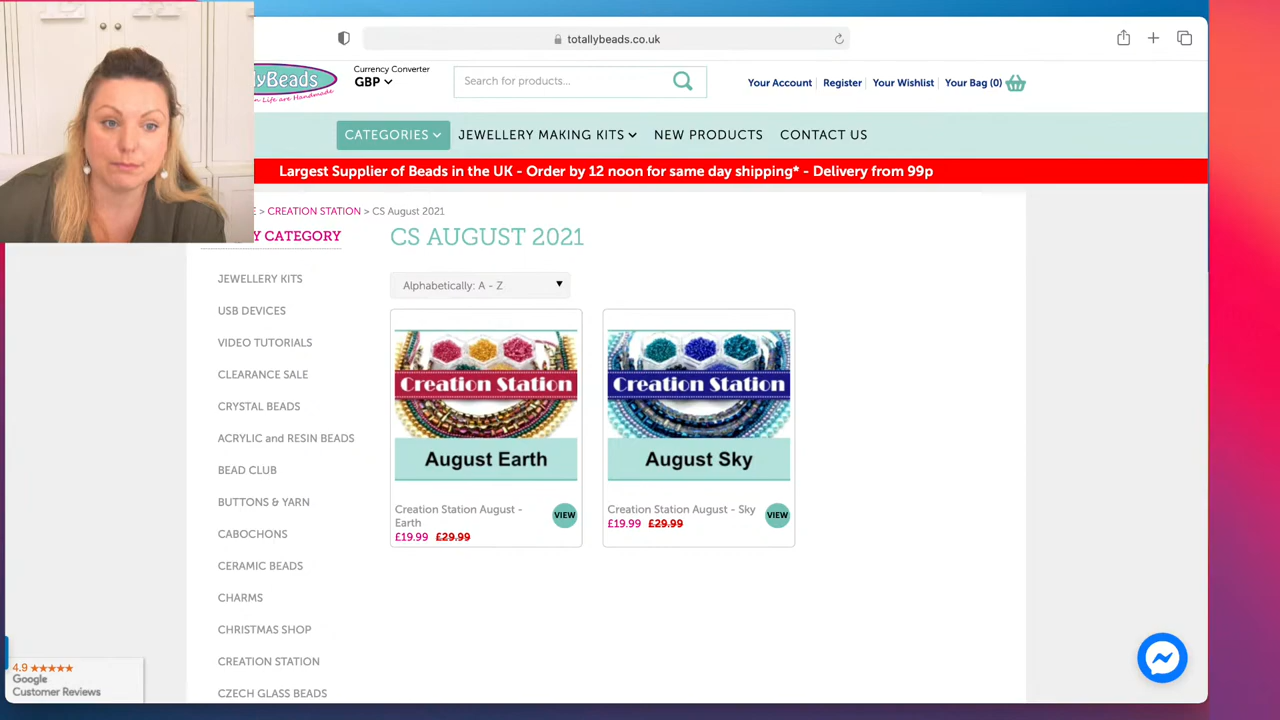 totallybeads.co.uk
llyBeads
n Life are Handmade
Currency Converter
GBP
Search for products...
Your Account Register Your Wishlist Your Bag (0)
CATEGORIES JEWELLERY MAKING KITS NEW PRODUCTS CONTACT US
Largest Supplier of Beads in the UK - Order by 12 noon for same day shipping* - Delivery from 99p
E > CREATION STATION > CS August 2021
Y CATEGORY
JEWELLERY KITS
USB DEVICES
VIDEO TUTORIALS
CLEARANCE SALE
CRYSTAL BEADS
ACRYLIC and RESIN BEADS
BEAD CLUB
BUTTONS & YARN
CABOCHONS
CERAMIC BEADS
CHARMS
CHRISTMAS SHOP
CREATION STATION
CZECH GLASS BEADS
CS AUGUST 2021
Alphabetically: A - Z
Creation Station
August Earth
Creation Station August -
Earth
£19.99 £29.99
VIEW
Creation Station
August Sky
Creation Station August - Sky
£19.99 £29.99
VIEW
4.9 ★★★★★
Google
Customer Reviews